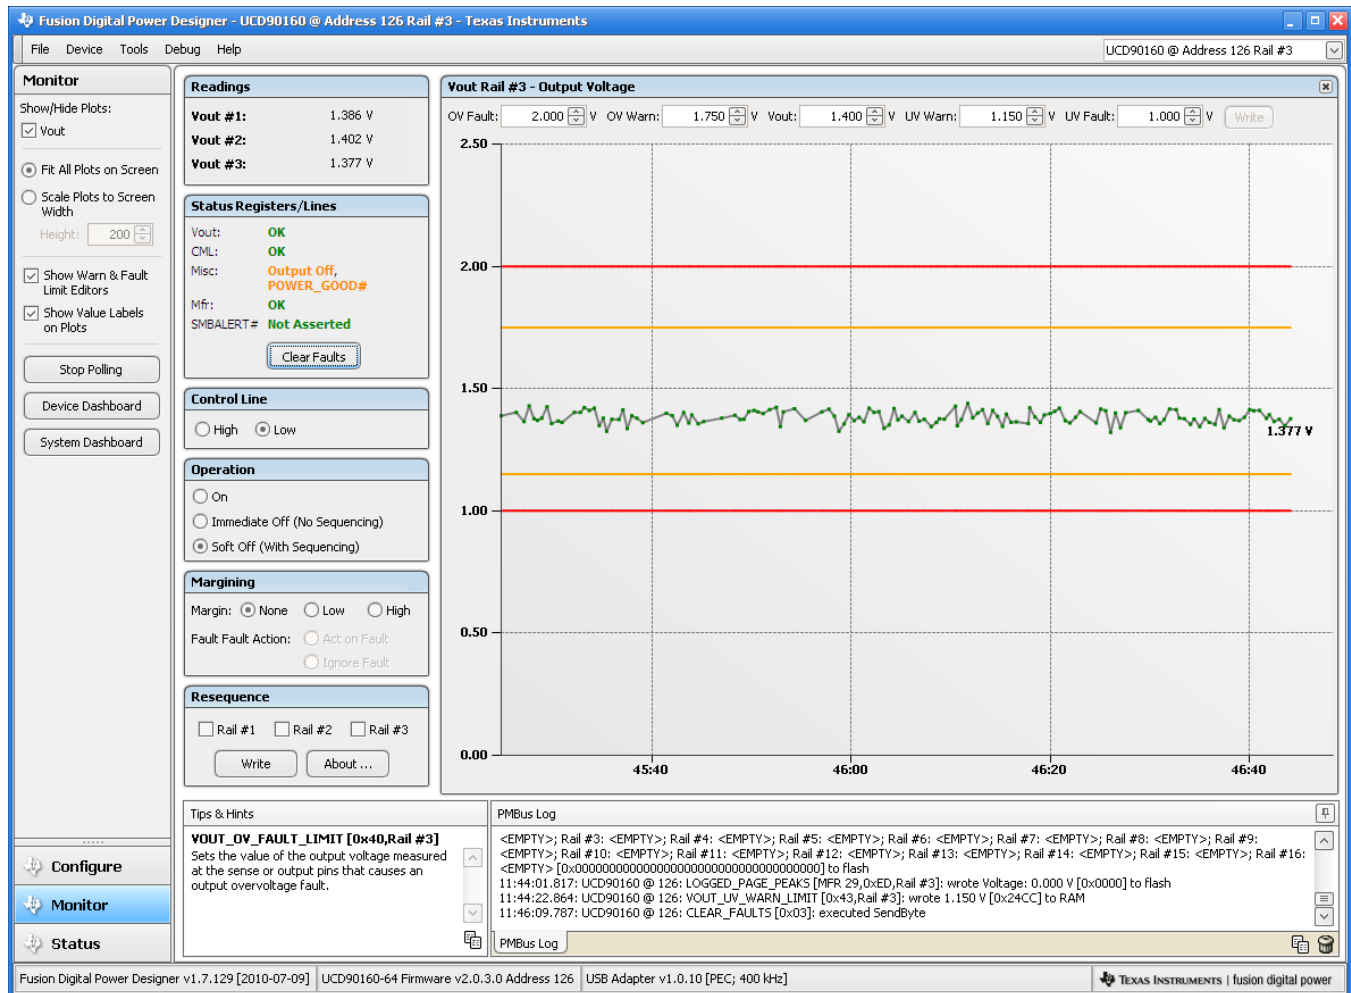 Fusion Digital Power Designer - UCD90160 @ Address 126 Rail #3 - Texas Instruments
File Device Tools Debug Help
UCD90160 @ Address 126 Rail #3
Monitor
Show/Hide Plots:
Vout
Fit All Plots on Screen
Scale Plots to Screen
Width
Height: 200
Show Warn & Fault
Limit Editors
Show Value Labels
on Plots
Stop Polling
Device Dashboard
System Dashboard
Configure
Monitor
Status
Readings
Vout #1: 1.386 V
Vout #2: 1.402 V
Vout #3: 1.377 V
Status Registers/Lines
Vout: OK
CML: OK
Misc: Output Off,
POWER_GOOD#
Mfr: OK
SMBALERT# Not Asserted
Clear Faults
Control Line
High Low
Operation
On
Immediate Off (No Sequencing)
Soft Off (With Sequencing)
Margining
Margin: None Low High
Fault Fault Action: Act on Fault
Ignore Fault
Resequence
Rail #1 Rail #2 Rail #3
Write About ...
Vout Rail #3 - Output Voltage
OV Fault: 2.000 V OV Warn: 1.750 V Vout: 1.400 V UV Warn: 1.150 V UV Fault: 1.000 V Write
2.50
2.00
1.50
1.377 V
1.00
0.50
0.00
45:40 46:00 46:20 46:40
Tips & Hints
VOUT_OV_FAULT_LIMIT [0x40,Rail #3]
Sets the value of the output voltage measured
at the sense or output pins that causes an
output overvoltage fault.
PMBus Log
<EMPTY>; Rail #3: <EMPTY>; Rail #4: <EMPTY>; Rail #5: <EMPTY>; Rail #6: <EMPTY>; Rail #7: <EMPTY>; Rail #8: <EMPTY>; Rail #9:
<EMPTY>; Rail #10: <EMPTY>; Rail #11: <EMPTY>; Rail #12: <EMPTY>; Rail #13: <EMPTY>; Rail #14: <EMPTY>; Rail #15: <EMPTY>; Rail #16:
<EMPTY> [0x00000000000000000000000000000000] to flash
11:44:01.817: UCD90160 @ 126: LOGGED_PAGE_PEAKS [MFR 29,0xED,Rail #3]: wrote Voltage: 0.000 V [0x0000] to flash
11:44:22.864: UCD90160 @ 126: VOUT_UV_WARN_LIMIT [0x43,Rail #3]: wrote 1.150 V [0x24CC] to RAM
11:46:09.787: UCD90160 @ 126: CLEAR_FAULTS [0x03]: executed SendByte
PMBus Log
Fusion Digital Power Designer v1.7.129 [2010-07-09] UCD90160-64 Firmware v2.0.3.0 Address 126 USB Adapter v1.0.10 [PEC; 400 kHz] TEXAS INSTRUMENTS | fusion digital power